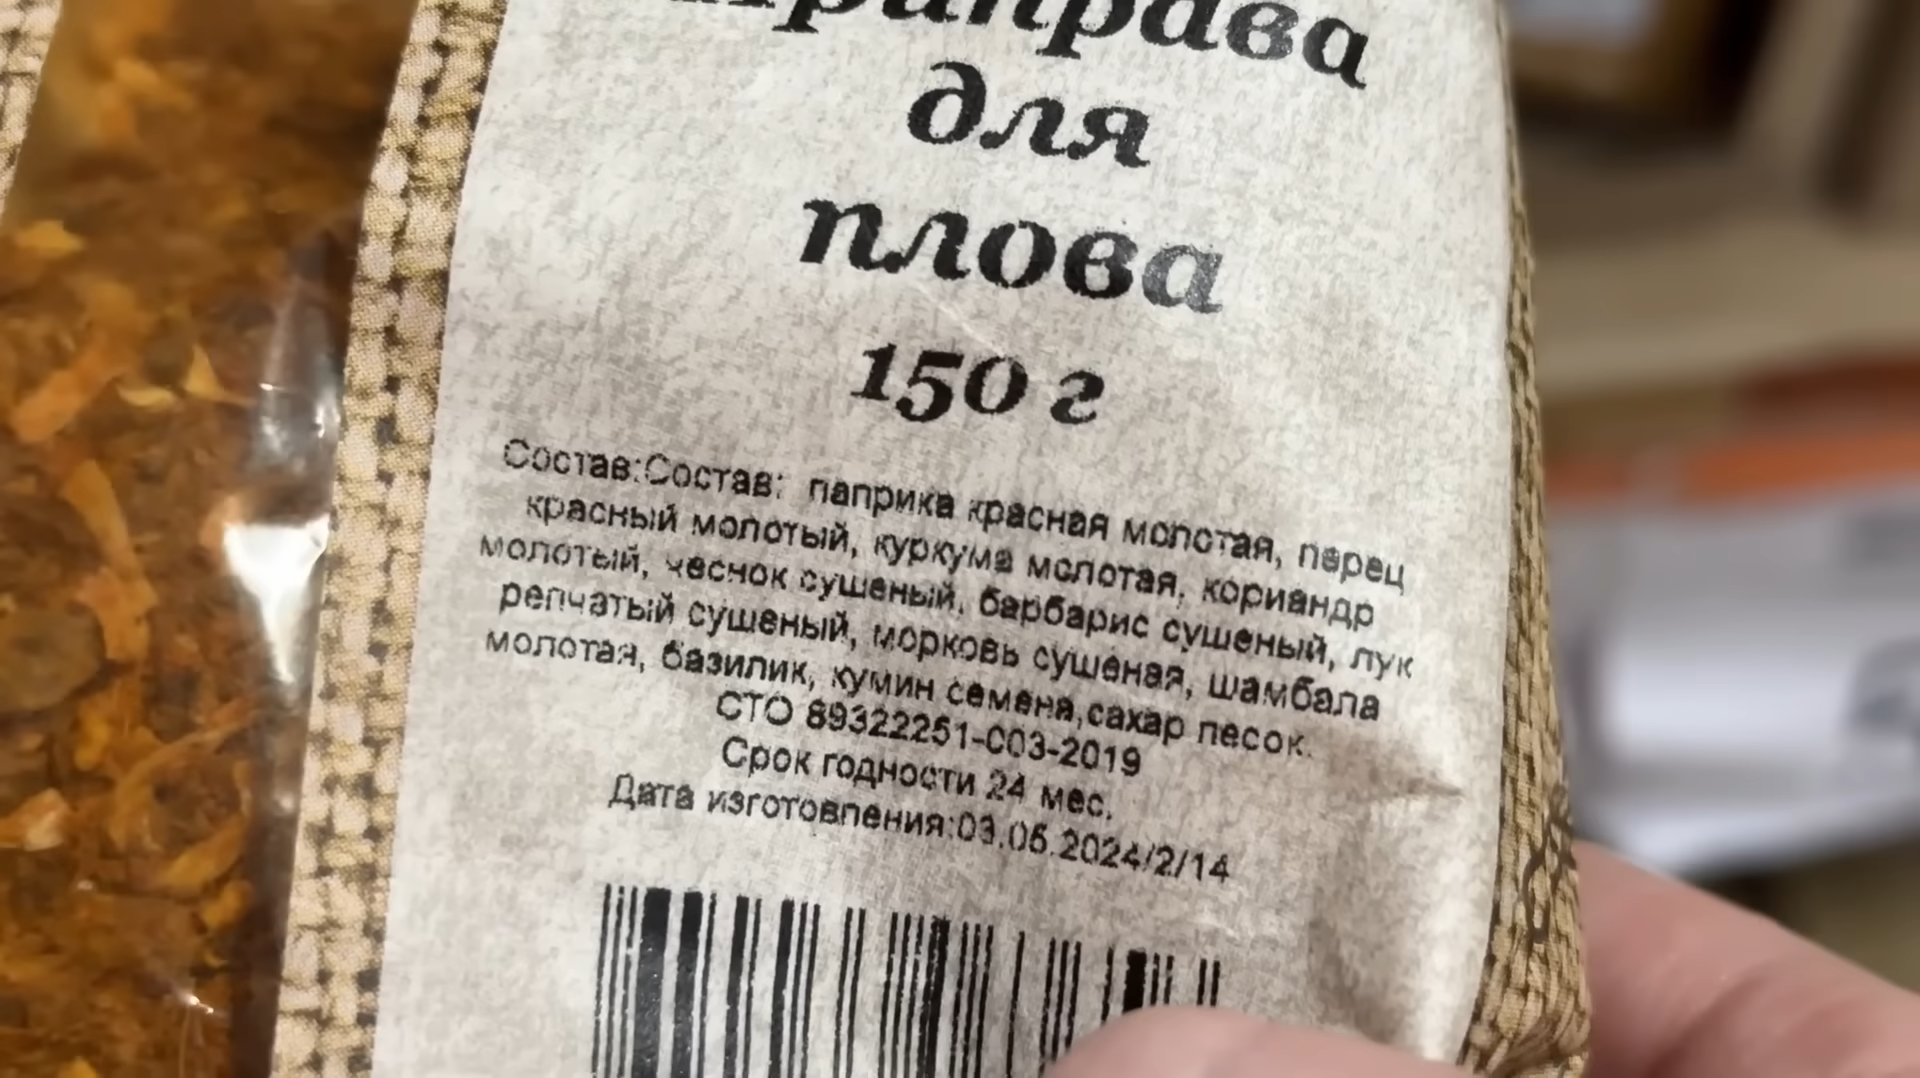 приправа
для
плова
150 г
Состав:Состав: паприка красная молотая, перец
красный молотый, куркума молотая, кориандр
молотый, чеснок сушеный, барбарис сушеный, лук
репчатый сушеный, морковь сушеная, шамбала
молотая, базилик, кумин семена,сахар песок.
СТО 89322251-003-2019
Срок годности 24 мес.
Дата изготовления:03.06.2024/2/14